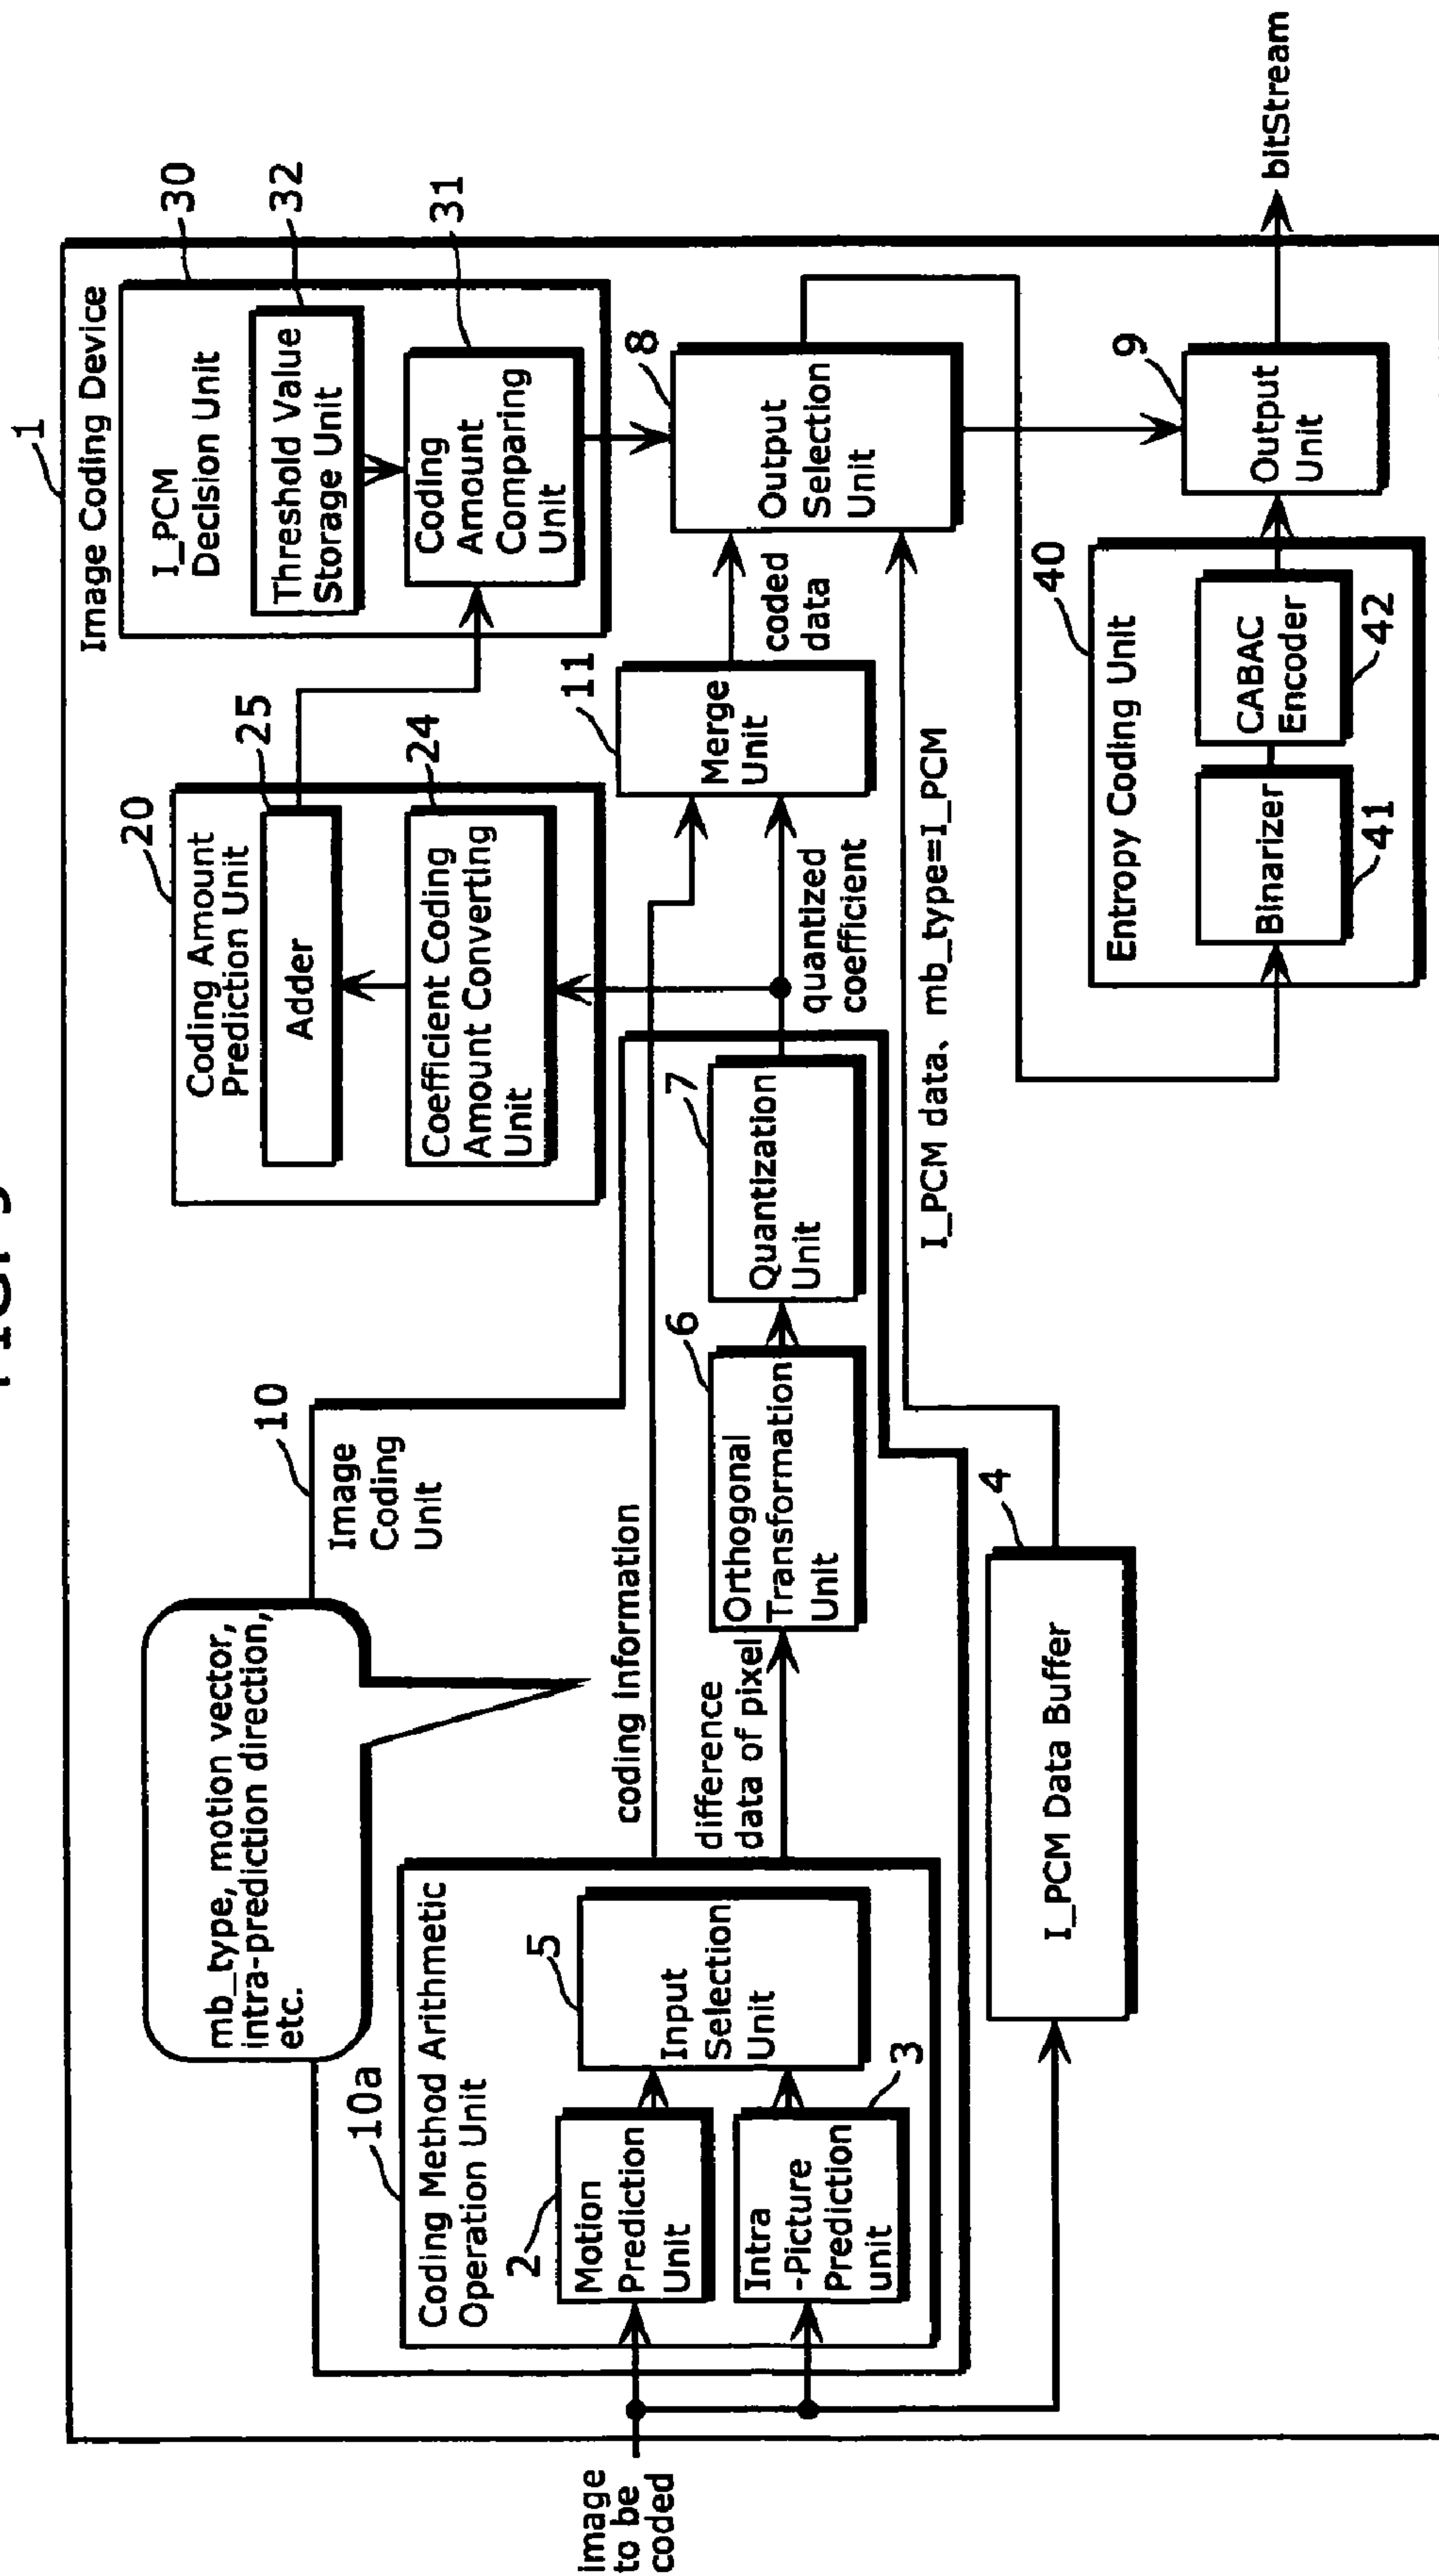 1
Image Coding Device
mb_type, motion vector,
intra-prediction direction,
etc.
10
Image
Coding
Unit
20
Coding Amount
Prediction Unit
25
Adder
24
Coefficient Coding
Amount Converting
Unit
30
I_PCM
Decision Unit
32
Threshold Value
Storage Unit
31
Coding
Amount
Comparing
Unit
10a
Coding Method Arithmetic
Operation Unit
2
Motion
Prediction
Unit
3
Intra
-Picture
Prediction
unit
5
Input
Selection
Unit
coding information
difference
data of pixel
6
Orthogonal
Transformation
Unit
7
Quantization
Unit
quantized
coefficient
11
Merge
Unit
coded
data
8
Output
Selection
Unit
image
to be
coded
4
I_PCM Data Buffer
I_PCM data、mb_type=I_PCM
40
Entropy Coding Unit
Binarizer
41
CABAC
Encoder
42
9
Output
Unit
bitStream